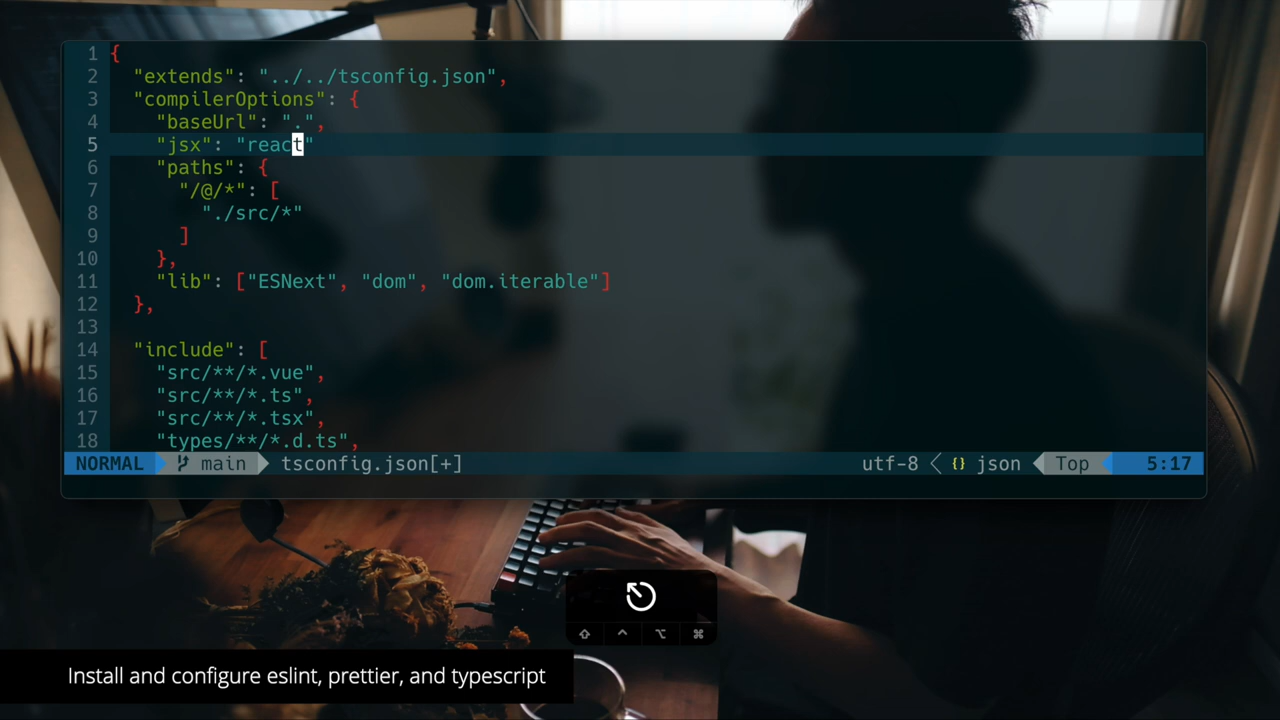 1 {
2 "extends": "../../tsconfig.json",
3 "compilerOptions": {
4 "baseUrl": ".",
5 "jsx": "react"
6 "paths": {
7 "/@/*": [
8 "./src/*"
9 ]
10 },
11 "lib": ["ESNext", "dom", "dom.iterable"]
12 },
13
14 "include": [
15 "src/**/*.vue",
16 "src/**/*.ts",
17 "src/**/*.tsx",
18 "types/**/*.d.ts",
NORMAL main tsconfig.json[+] utf-8 {} json Top 5:17
Install and configure eslint, prettier, and typescript